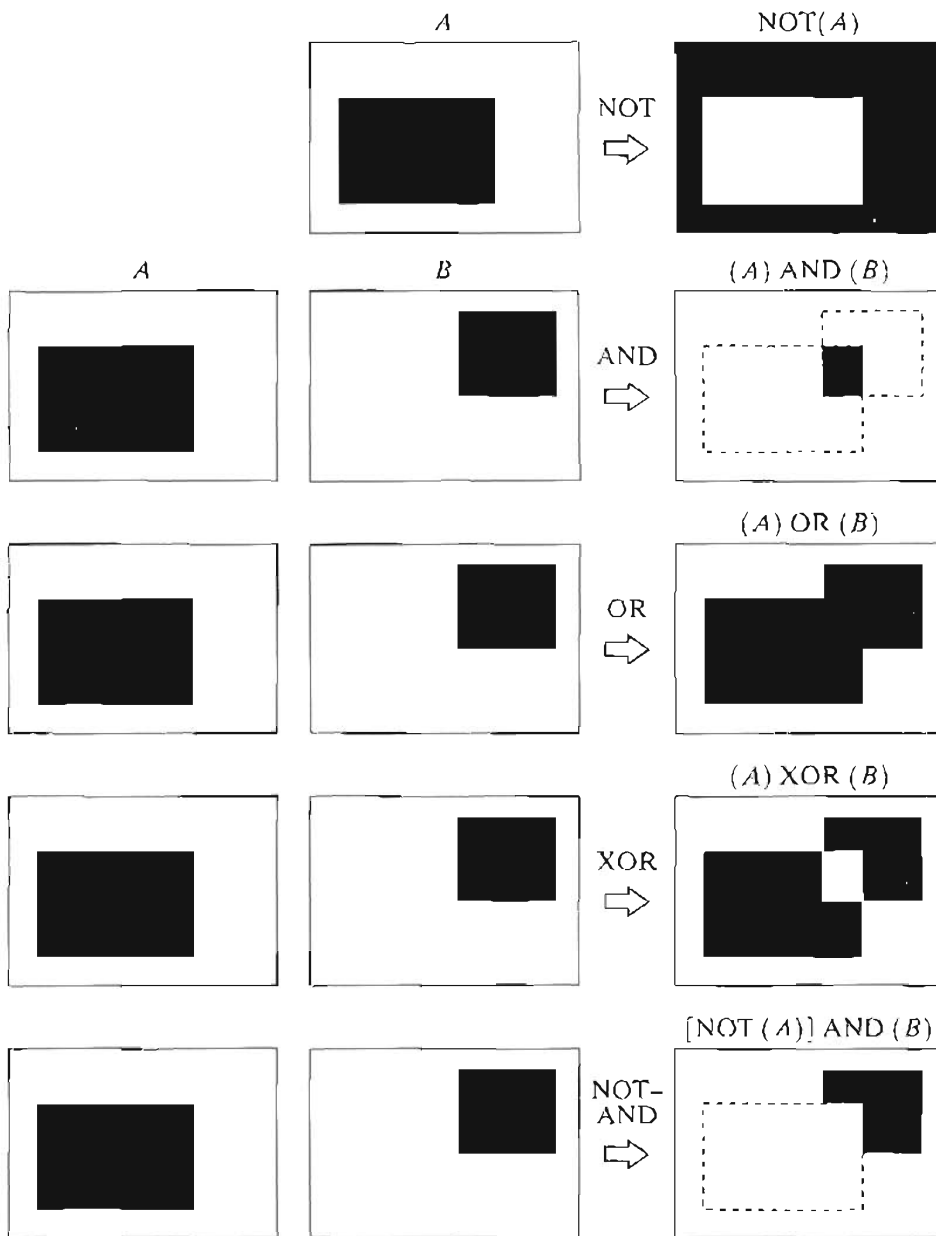 A NOT(A)
NOT
A B (A) AND (B)
AND
(A) OR (B)
OR
(A) XOR (B)
XOR
[NOT (A)] AND (B)
NOT–
AND